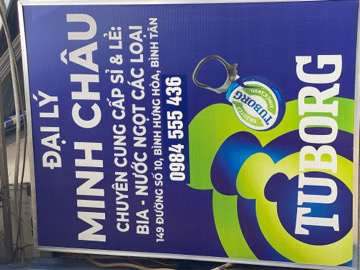 ĐẠI LÝ
MINH CHÂU
CHUYÊN CUNG CẤP SỈ & LẺ:
BIA - NƯỚC NGỌT CÁC LOẠI
149 ĐƯỜNG SỐ 10, BÌNH HƯNG HÒA, BÌNH TÂN
0984 555 436
TUBORG
TUBORG